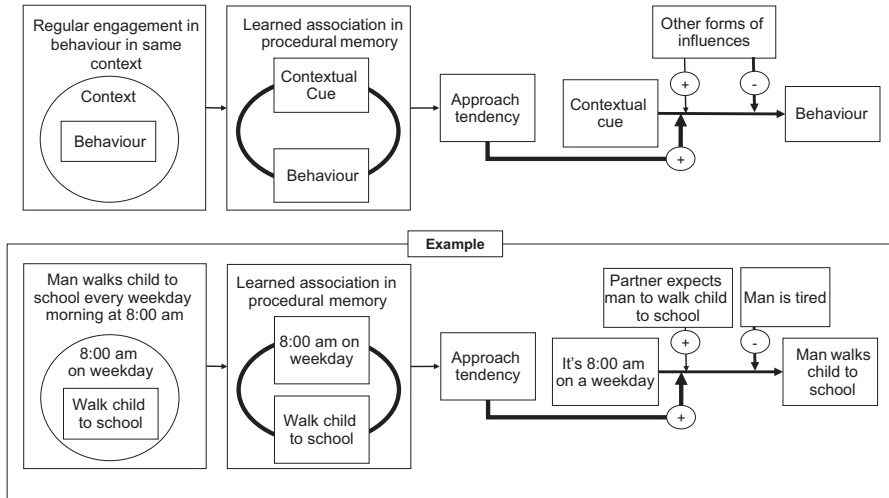 Regular engagement in
behaviour in same
context
Context
Behaviour
Learned association in
procedural memory
Contextual
Cue
Behaviour
Approach
tendency
Other forms of
influences
+
-
Contextual
cue
+
Behaviour
Example
Man walks child to
school every weekday
morning at 8:00 am
8:00 am
on weekday
Walk child
to school
Learned association in
procedural memory
8:00 am on
weekday
Walk child
to school
Approach
tendency
Partner expects
man to walk child
to school
Man is tired
+
-
It's 8:00 am
on a weekday
+
Man walks
child to
school